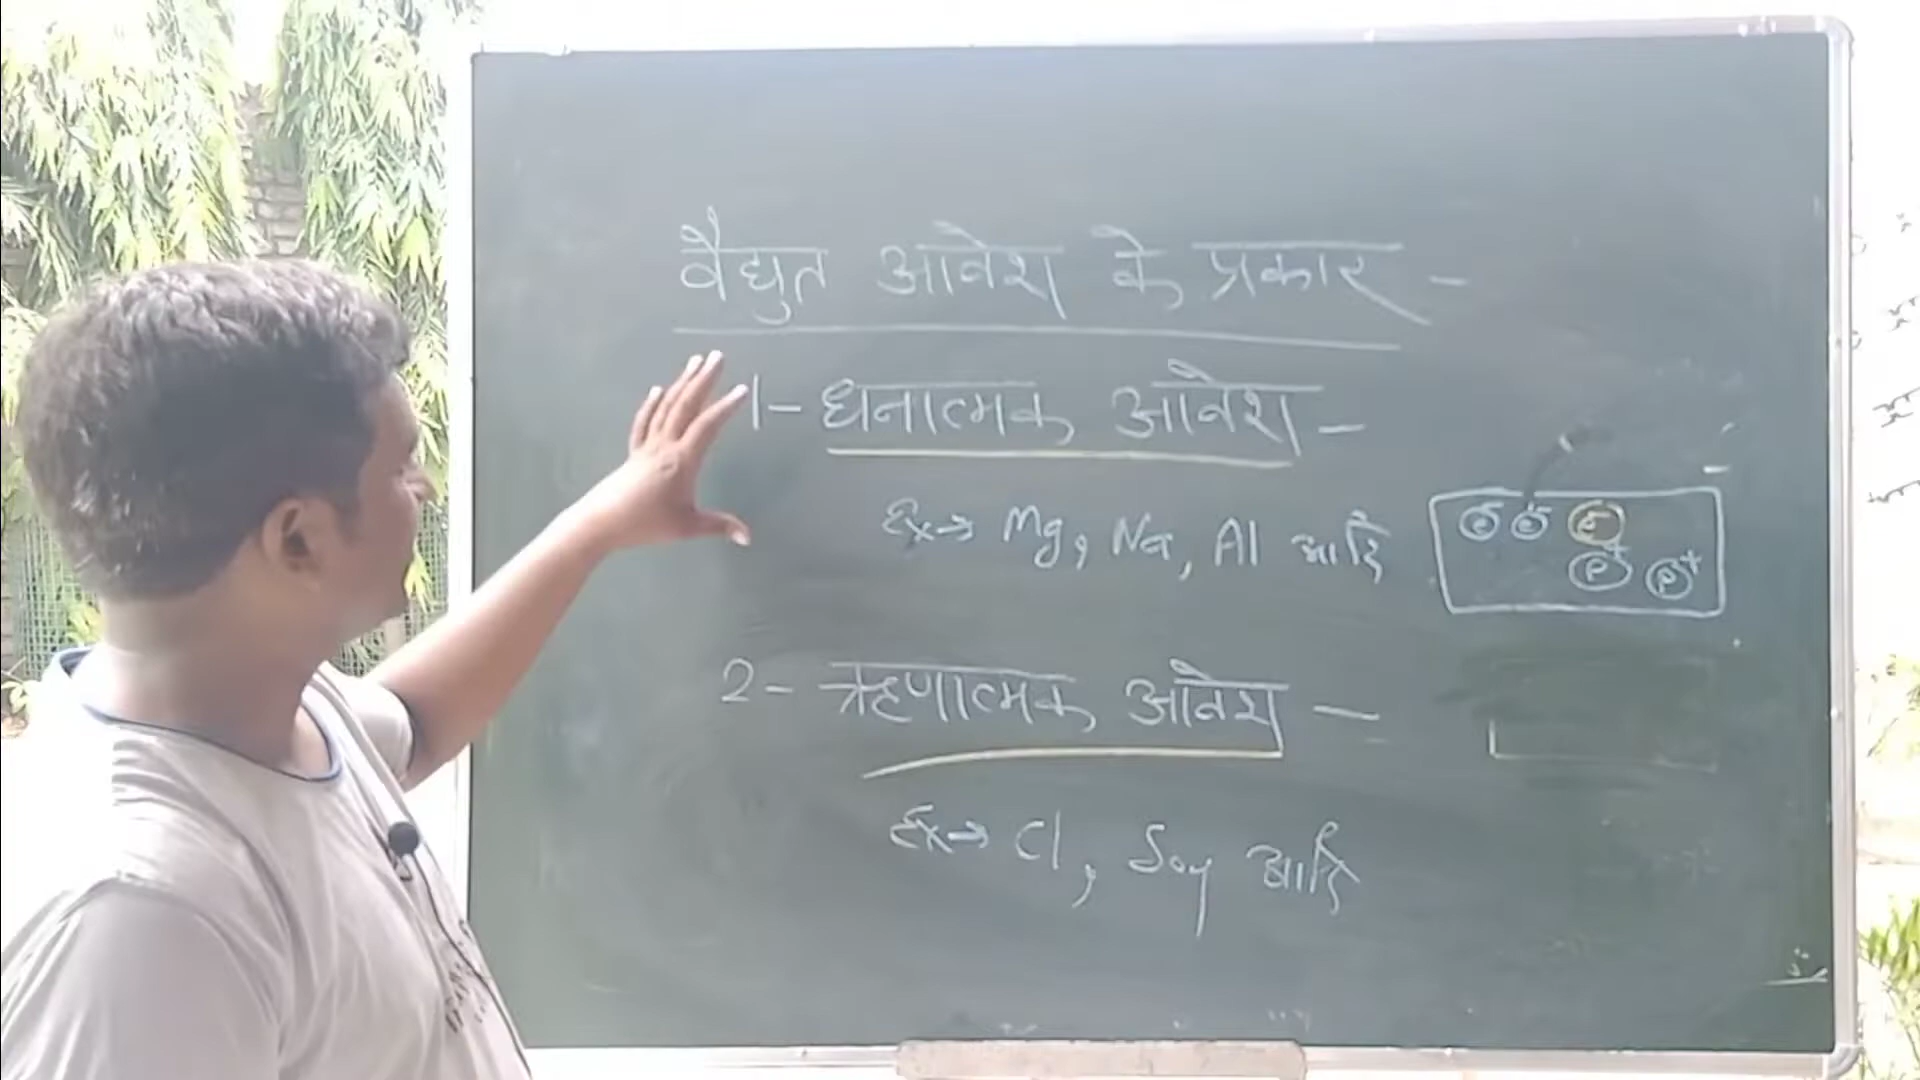 वैद्युत आवेश के प्रकार -
1- धनात्मक आवेश -
Ex→ Mg, Na, Al आदि
e- e- e-
P+ P+
2- ऋणात्मक आवेश -
Ex→ Cl, So4 आदि